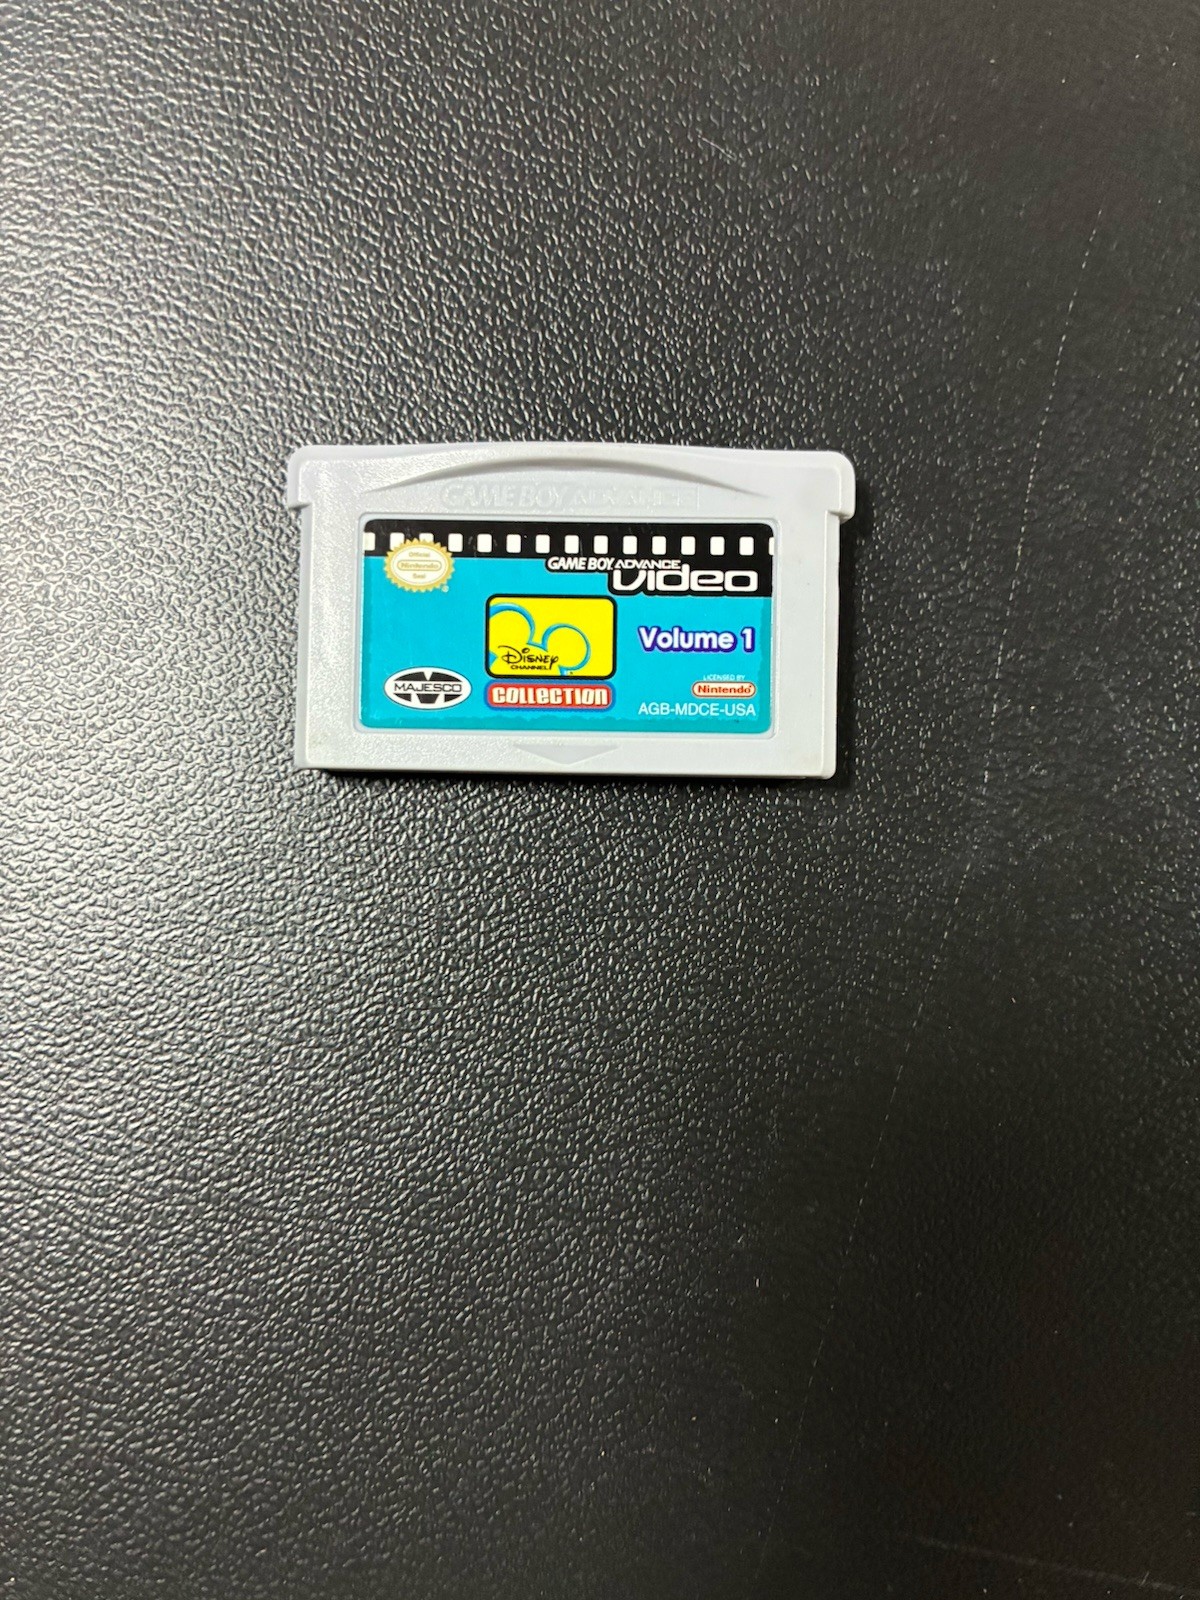 GAME BOY ADVANCE
Official
Nintendo
Seal
GAME BOY ADVANCE
Video
Disney
CHANNEL
COLLECTION
Volume 1
MAJESCO
LICENSED BY
Nintendo
AGB-MDCE-USA